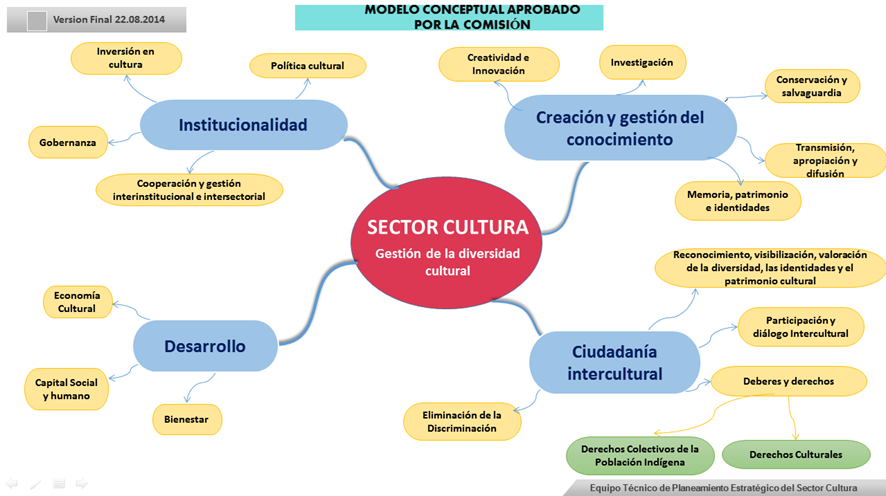 Version Final 22.08.2014
MODELO CONCEPTUAL APROBADO
POR LA COMISIÓN
Inversión en
cultura
Política cultural
Institucionalidad
Gobernanza
Cooperación y gestión
interinstitucional e intersectorial
Creatividad e
Innovación
Investigación
Conservación y
salvaguardia
Creación y gestión del
conocimiento
Transmisión,
apropiación y
difusión
Memoria, patrimonio
e identidades
SECTOR CULTURA
Gestión de la diversidad
cultural
Reconocimiento, visibilización, valoración
de la diversidad, las identidades y el
patrimonio cultural
Economía
Cultural
Desarrollo
Capital Social
y humano
Bienestar
Participación y
diálogo Intercultural
Ciudadanía
intercultural
Deberes y derechos
Eliminación de la
Discriminación
Derechos Colectivos de la
Población Indígena
Derechos Culturales
Equipo Técnico de Planeamiento Estratégico del Sector Cultura